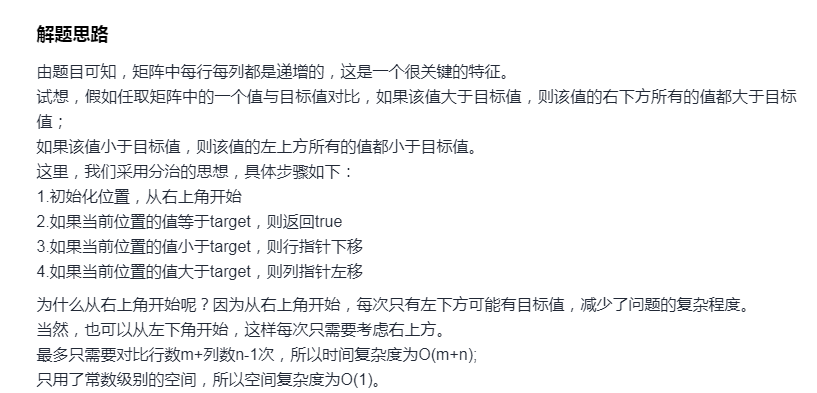 解题思路
由题目可知，矩阵中每行每列都是递增的，这是一个很关键的特征。
试想，假如任取矩阵中的一个值与目标值对比，如果该值大于目标值，则该值的右下方所有的值都大于目标
值；
如果该值小于目标值，则该值的左上方所有的值都小于目标值。
这里，我们采用分治的思想，具体步骤如下：
1.初始化位置，从右上角开始
2.如果当前位置的值等于target，则返回true
3.如果当前位置的值小于target，则行指针下移
4.如果当前位置的值大于target，则列指针左移
为什么从右上角开始呢？因为从右上角开始，每次只有左下方可能有目标值，减少了问题的复杂程度。
当然，也可以从左下角开始，这样每次只需要考虑右上方。
最多只需要对比行数m+列数n-1次，所以时间复杂度为O(m+n);
只用了常数级别的空间，所以空间复杂度为O(1)。